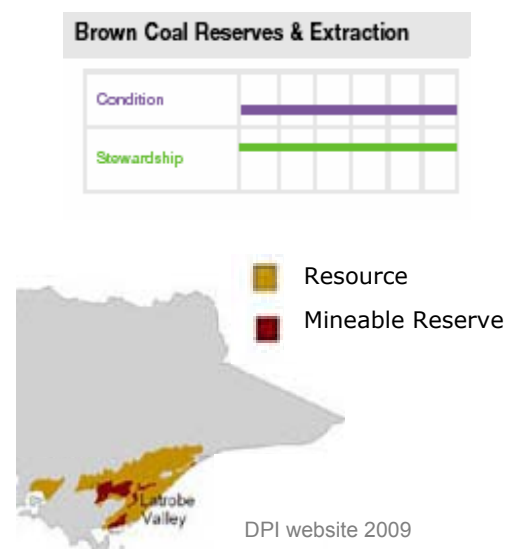 Brown Coal Reserves & Extraction
Condition
Stewardship
Resource
Mineable Reserve
Latrobe
Valley
DPI website 2009